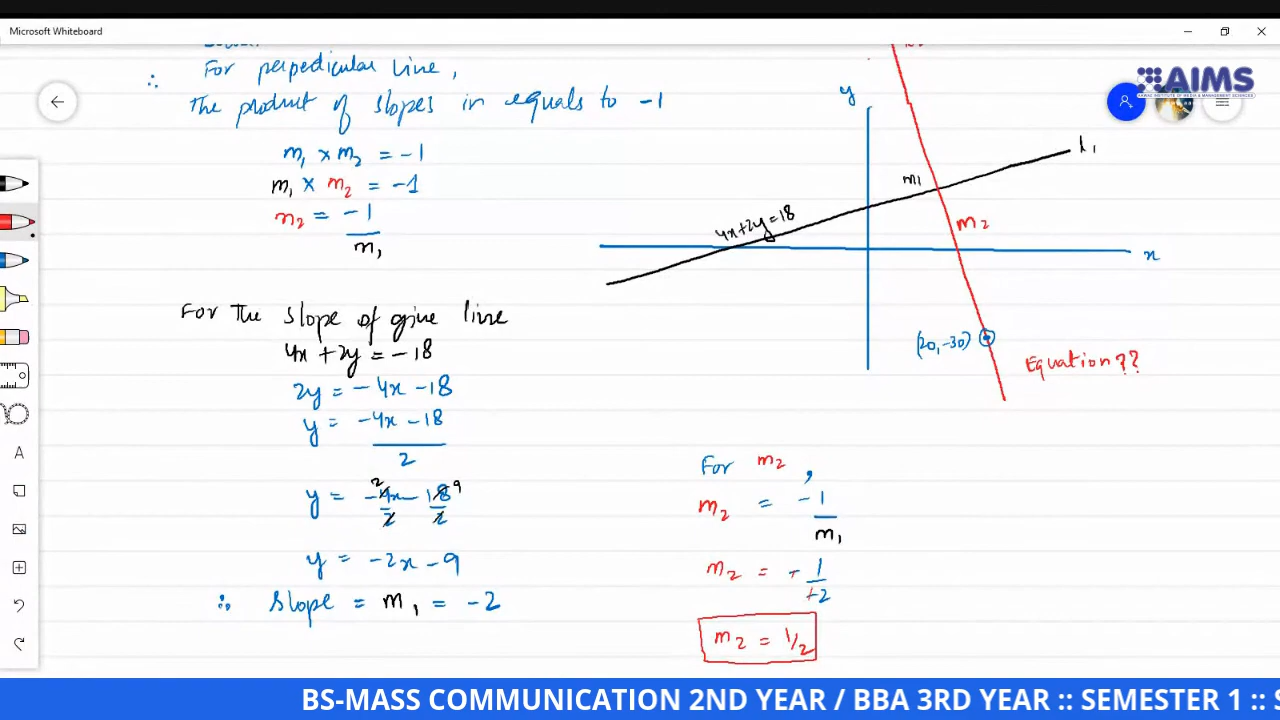 Microsoft Whiteboard
AIMS
∴ For perpedicular line,
The product of slopes in equals to -1
m₁ × m₂ = -1
m₁ × m₂ = -1
m₂ = -1/m₁
For the slope of give line
4x + 2y = -18
2y = -4x - 18
y = -4x - 18 / 2
y = -4x/2 - 18/2
2 9
y = -2x - 9
∴ Slope = m₁ = -2
y
L₁
m₁
4x+2y=18
m₂
x
(20,-30)
Equation??
For m₂,
m₂ = -1/m₁
m₂ = +1/+2
m₂ = 1/2
A
BS-MASS COMMUNICATION 2ND YEAR / BBA 3RD YEAR :: SEMESTER 1 :: S